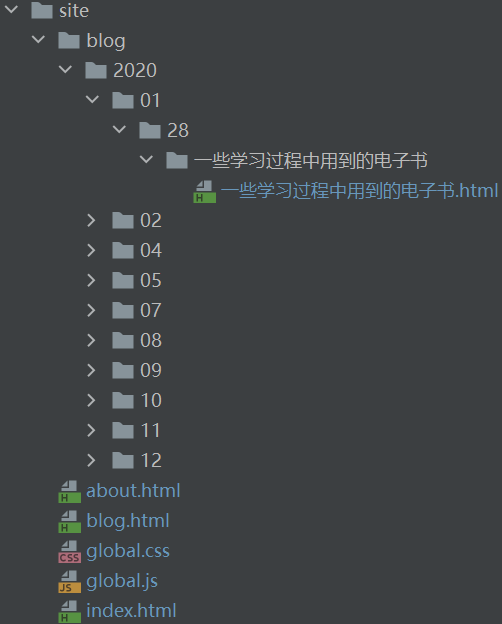 site
blog
2020
01
28
一些学习过程中用到的电子书
一些学习过程中用到的电子书.html
02
04
05
07
08
09
10
11
12
about.html
blog.html
global.css
global.js
index.html